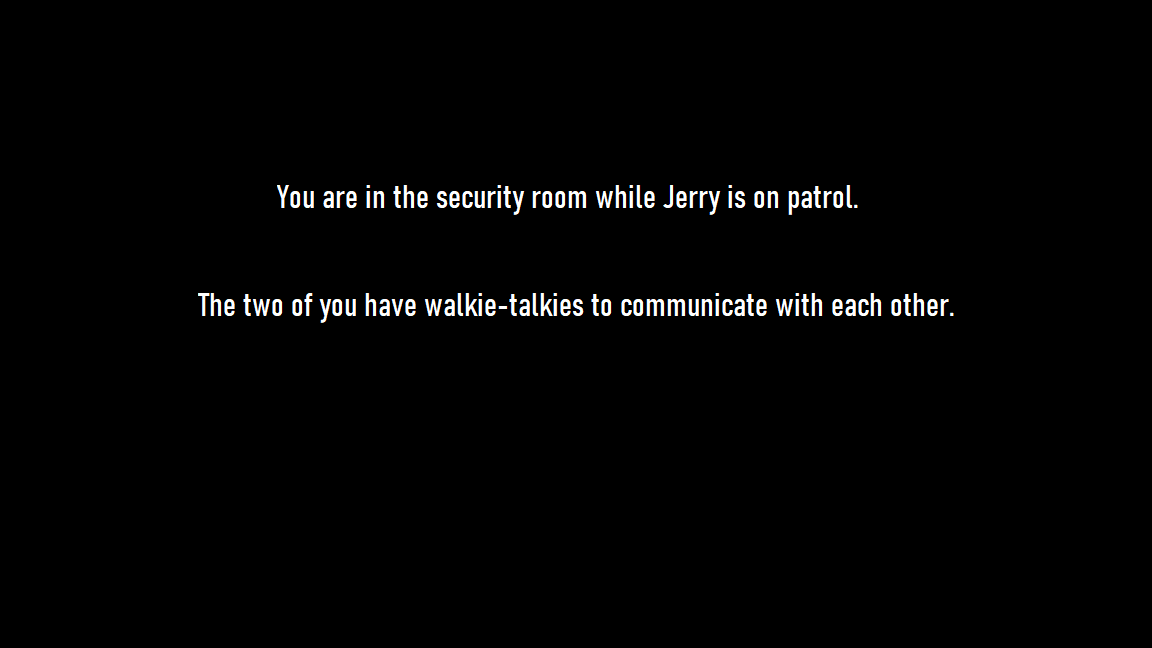 You are in the security room while Jerry is on patrol.
The two of you have walkie-talkies to communicate with each other.